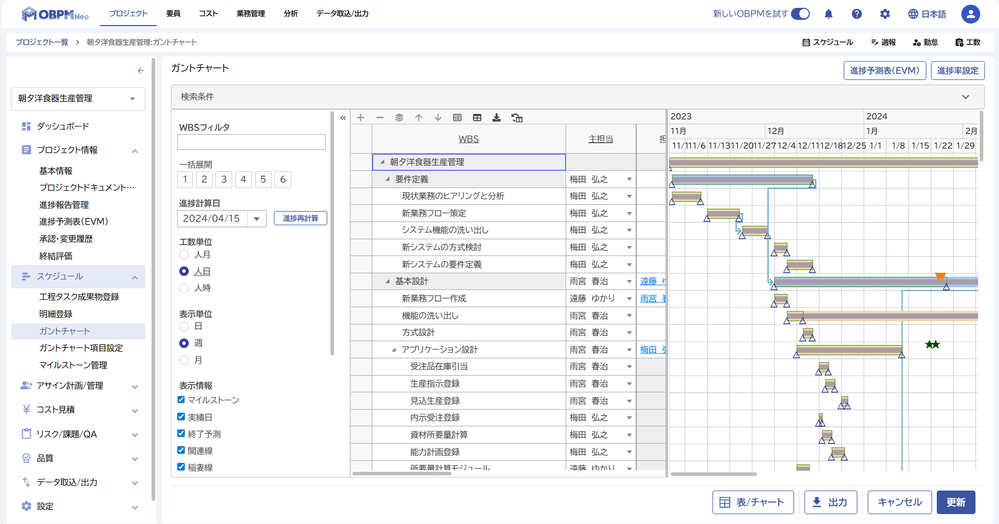 OBPM Neo
プロジェクト
要員
コスト
業務管理
分析
データ取込/出力
新しいOBPMを試す
日本語
プロジェクト一覧 > 朝夕洋食器生産管理:ガントチャート
スケジュール
週報
勤怠
工数
朝夕洋食器生産管理
ダッシュボード
プロジェクト情報
基本情報
プロジェクトドキュメント…
進捗報告管理
進捗予測表(EVM)
承認・変更履歴
終結評価
スケジュール
工程タスク成果物登録
明細登録
ガントチャート
ガントチャート項目設定
マイルストーン管理
アサイン計画/管理
コスト見積
リスク/課題/QA
品質
データ取込/出力
設定
ガントチャート
進捗予測表(EVM)
進捗率設定
検索条件
WBSフィルタ
一括展開
1 2 3 4 5 6
進捗計算日
2024/04/15
進捗再計算
工数単位
人月
人日
人時
表示単位
日
週
月
表示情報
マイルストーン
実績日
終了予測
関連線
稲妻線
WBS 主担当
朝夕洋食器生産管理
要件定義 梅田 弘之
現状業務のヒアリングと分析 梅田 弘之
新業務フロー策定 梅田 弘之
システム機能の洗い出し 梅田 弘之
新システムの方式検討 梅田 弘之
新システムの要件定義 梅田 弘之
基本設計 雨宮 春治 遠藤
新業務フロー作成 遠藤 ゆかり 雨宮
機能の洗い出し 雨宮 春治
方式設計 雨宮 春治
アプリケーション設計 雨宮 春治 梅田
受注品在庫引当 雨宮 春治
生産指示登録 雨宮 春治
見込生産登録 雨宮 春治
内示受注登録 梅田 弘之
資材所要量計算 梅田 弘之
能力計画登録 梅田 弘之
所要量計算モジュール 遠藤 ゆかり
2023 2024
11月 12月 1月 2月
11/6 11/13 11/20 11/27 12/4 12/11 12/18 12/25 1/1 1/8 1/15 1/22 1/29
表/チャート
出力
キャンセル
更新